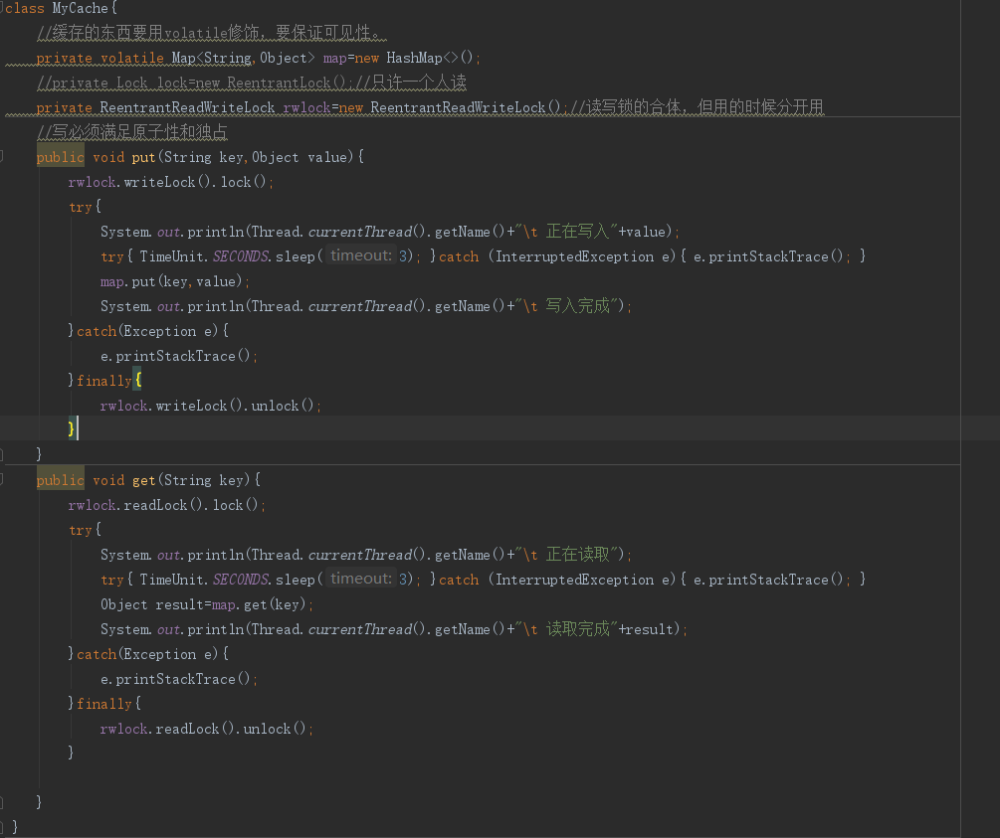 class MyCache{
//缓存的东西要用volatile修饰，要保证可见性。
private volatile Map<String,Object> map=new HashMap<>();
//private Lock lock=new ReentrantLock();//只许一个人读
private ReentrantReadWriteLock rwlock=new ReentrantReadWriteLock();//读写锁的合体，但用的时候分开用
//写必须满足原子性和独占
public void put(String key,Object value){
rwlock.writeLock().lock();
try{
System.out.println(Thread.currentThread().getName()+"\t 正在写入"+value);
try{ TimeUnit.SECONDS.sleep( timeout: 3); }catch (InterruptedException e){ e.printStackTrace(); }
map.put(key,value);
System.out.println(Thread.currentThread().getName()+"\t 写入完成");
}catch(Exception e){
e.printStackTrace();
}finally{
rwlock.writeLock().unlock();
}
}
public void get(String key){
rwlock.readLock().lock();
try{
System.out.println(Thread.currentThread().getName()+"\t 正在读取");
try{ TimeUnit.SECONDS.sleep( timeout: 3); }catch (InterruptedException e){ e.printStackTrace(); }
Object result=map.get(key);
System.out.println(Thread.currentThread().getName()+"\t 读取完成"+result);
}catch(Exception e){
e.printStackTrace();
}finally{
rwlock.readLock().unlock();
}
}
}